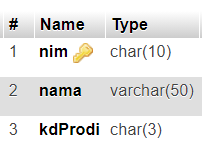 # Name Type
1 nim char(10)
2 nama varchar(50)
3 kdProdi char(3)